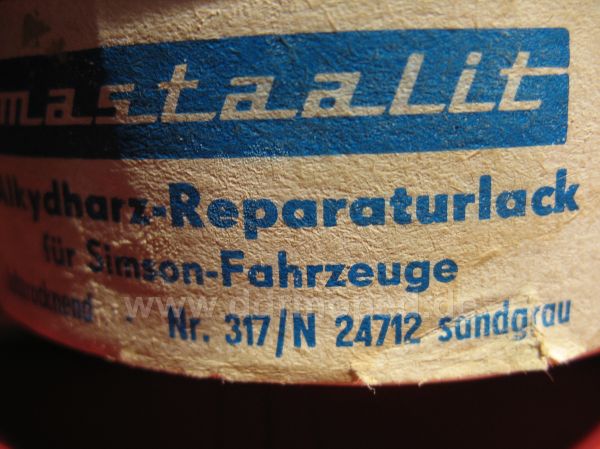 mastaalit
Alkydharz-Reparaturlack
für Simson-Fahrzeuge
- Nr. 317/N 24712 sandgrau